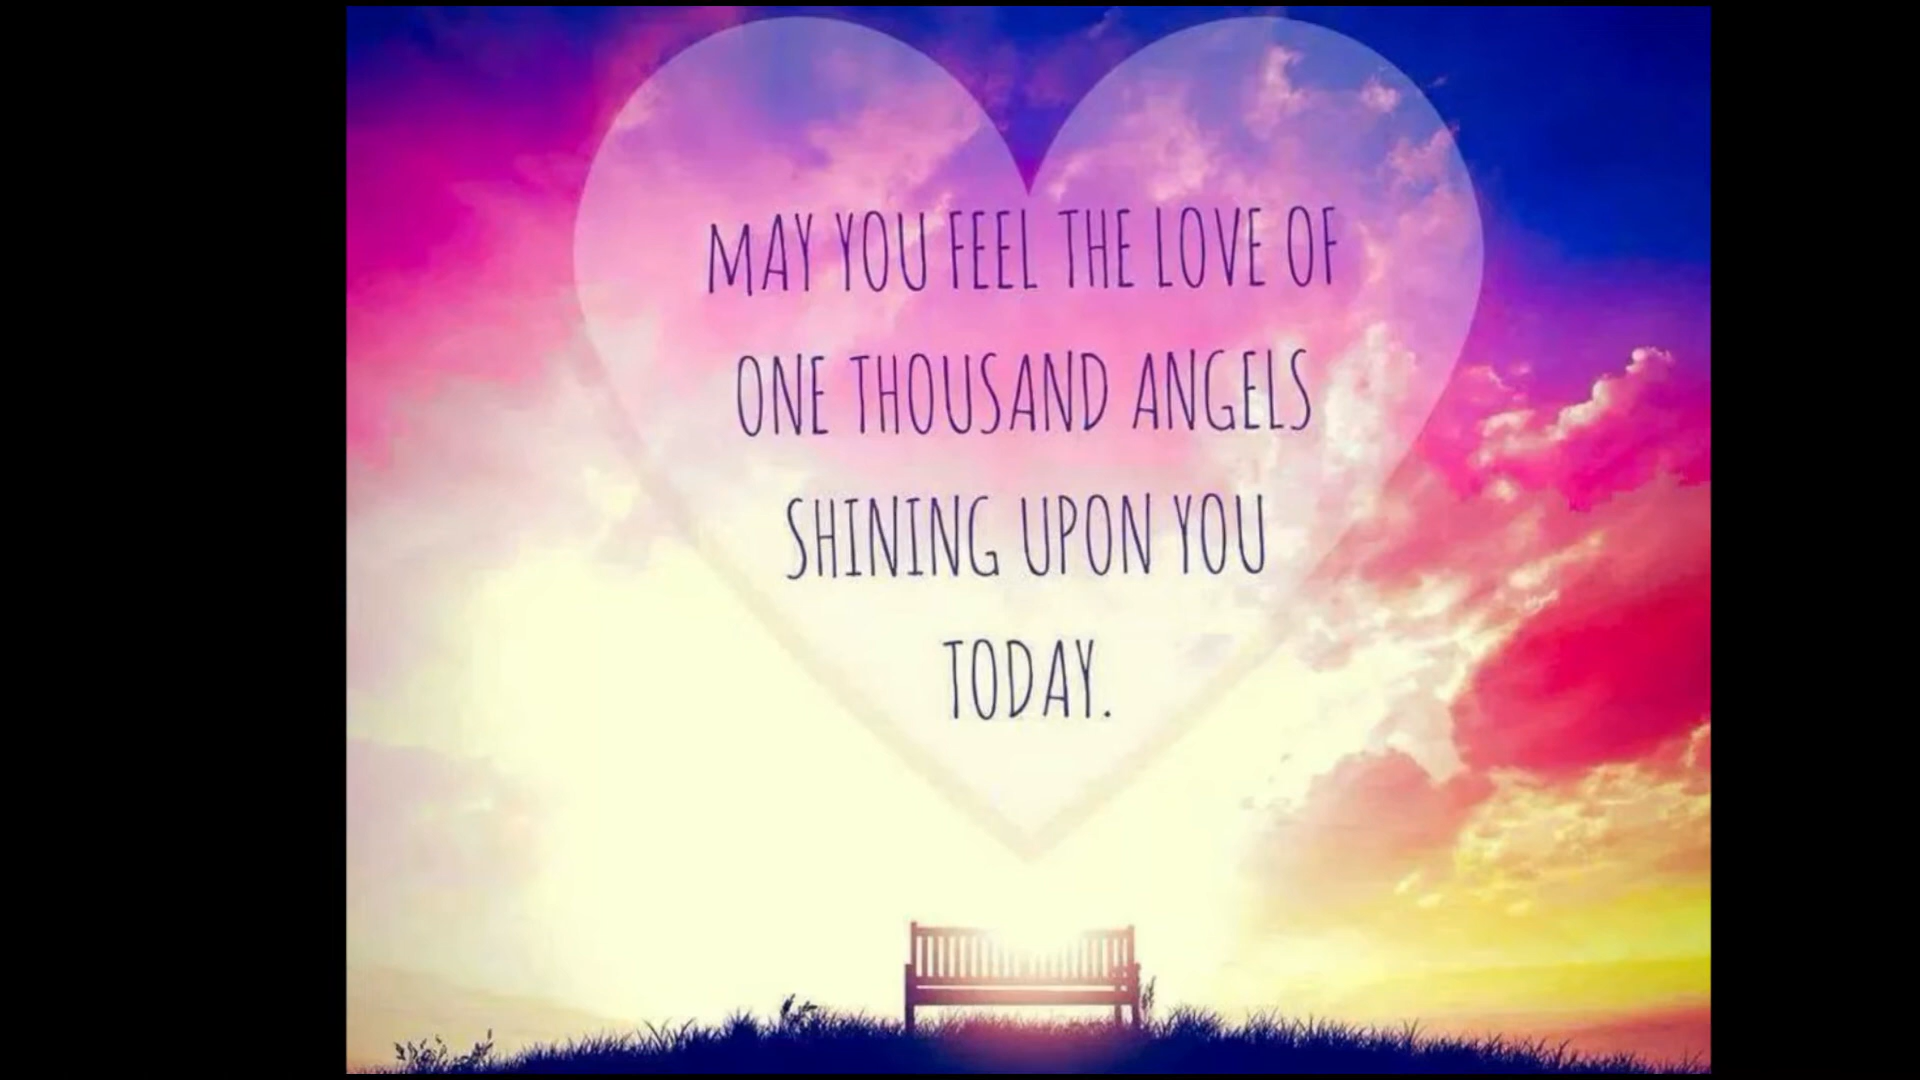 MAY YOU FEEL THE LOVE OF
ONE THOUSAND ANGELS
SHINING UPON YOU
TODAY.